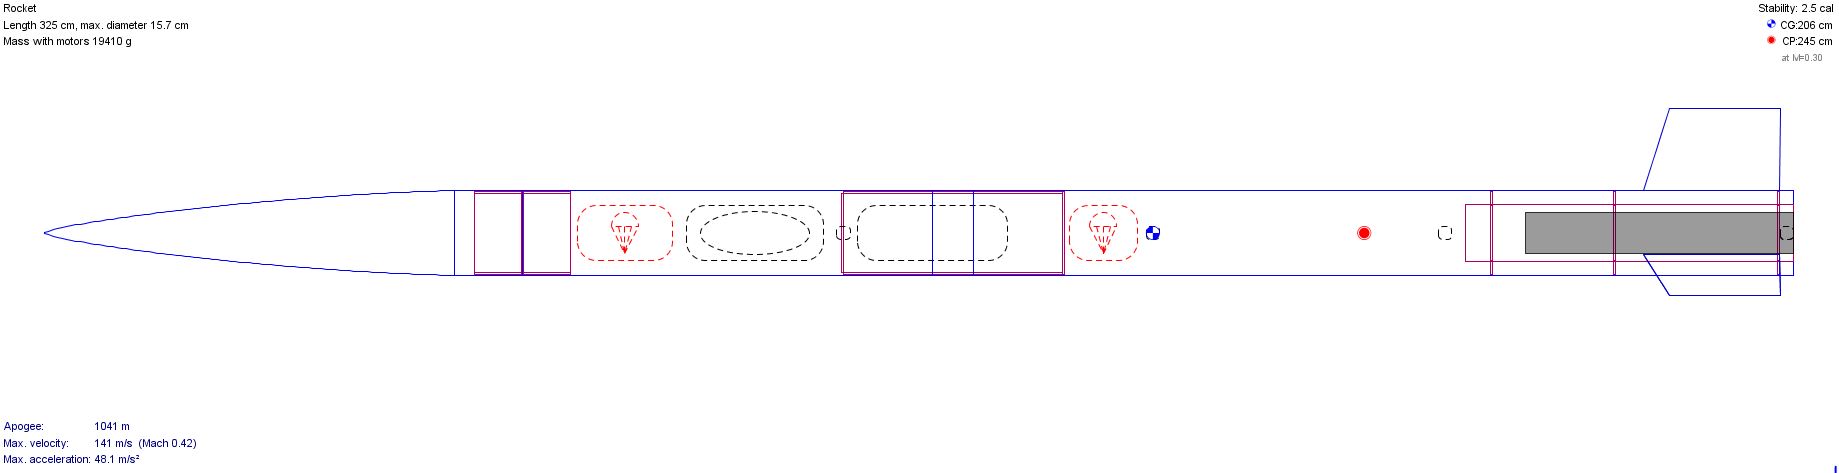 Rocket
Length 325 cm, max. diameter 15.7 cm
Mass with motors 19410 g
Stability: 2.5 cal
CG:206 cm
CP:245 cm
at M=0.30
Apogee: 1041 m
Max. velocity: 141 m/s (Mach 0.42)
Max. acceleration: 48.1 m/s²